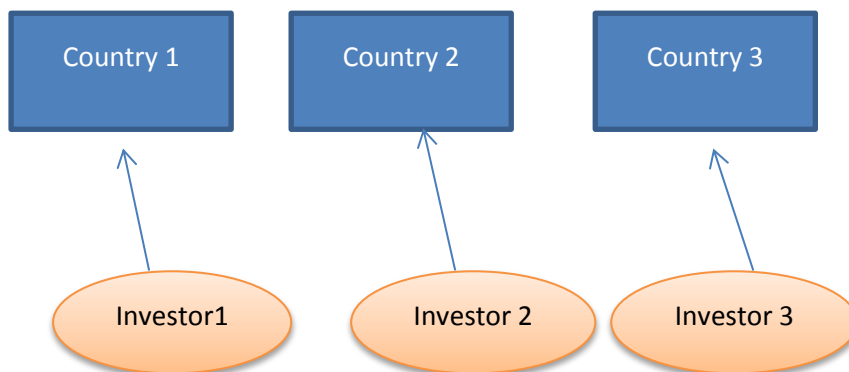 Country 1
Country 2
Country 3
Investor1
Investor 2
Investor 3